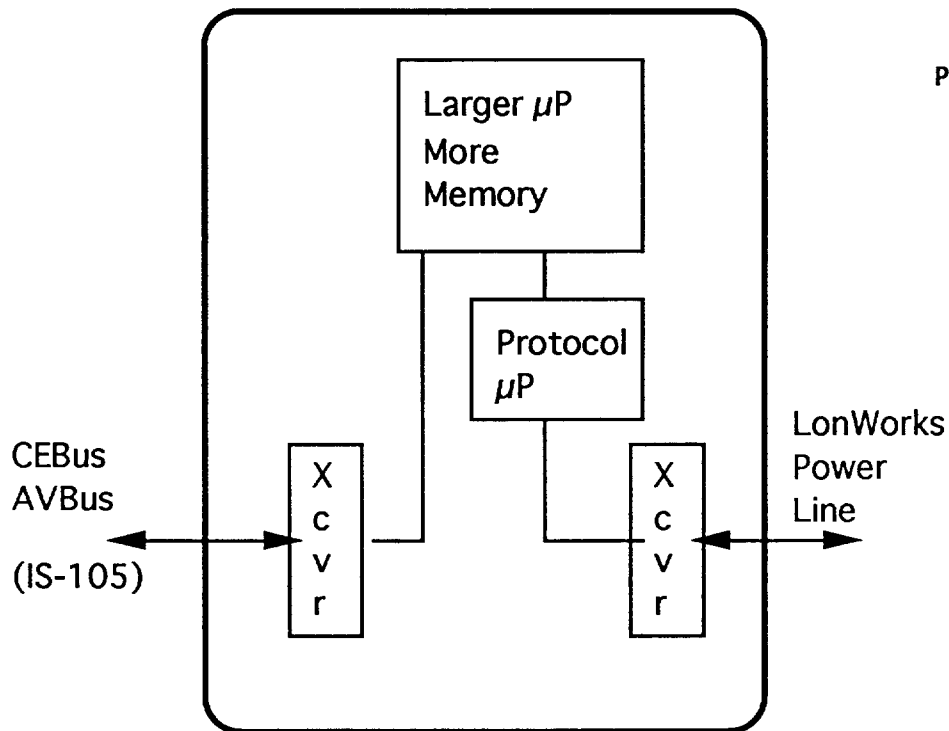 P
Larger µP
More
Memory
Protocol
µP
CEBus
AVBus
(IS-105)
X
c
v
r
X
c
v
r
LonWorks
Power
Line